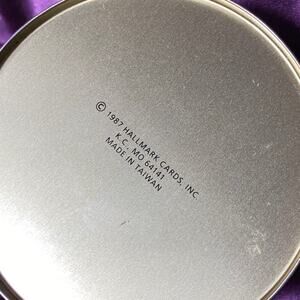 © 1987 HALLMARK CARDS, INC
K.C., MO 64141
MADE IN TAIWAN